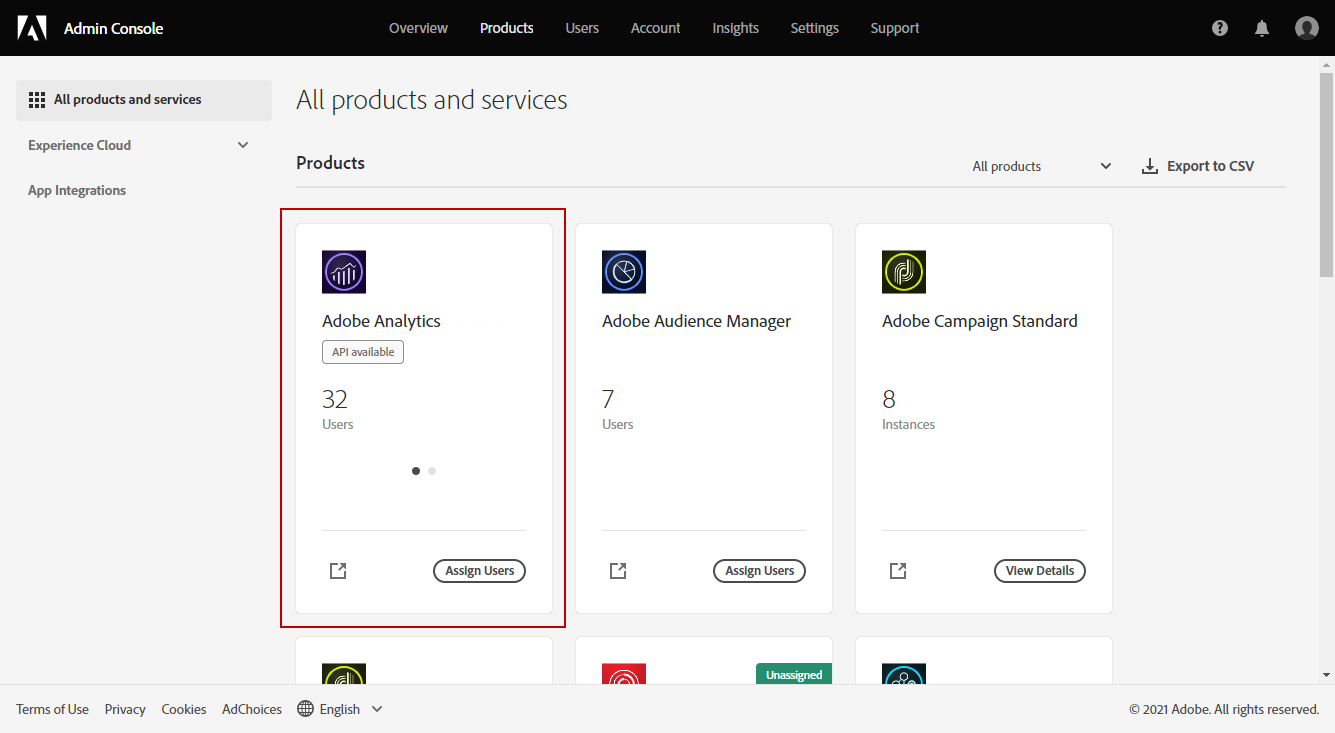 Admin Console
Overview Products Users Account Insights Settings Support
All products and services
Experience Cloud
App Integrations
All products and services
Products
All products
Export to CSV
Adobe Analytics
API available
32
Users
Assign Users
Adobe Audience Manager
7
Users
Assign Users
Adobe Campaign Standard
8
Instances
View Details
Unassigned
Terms of Use Privacy Cookies AdChoices English
© 2021 Adobe. All rights reserved.